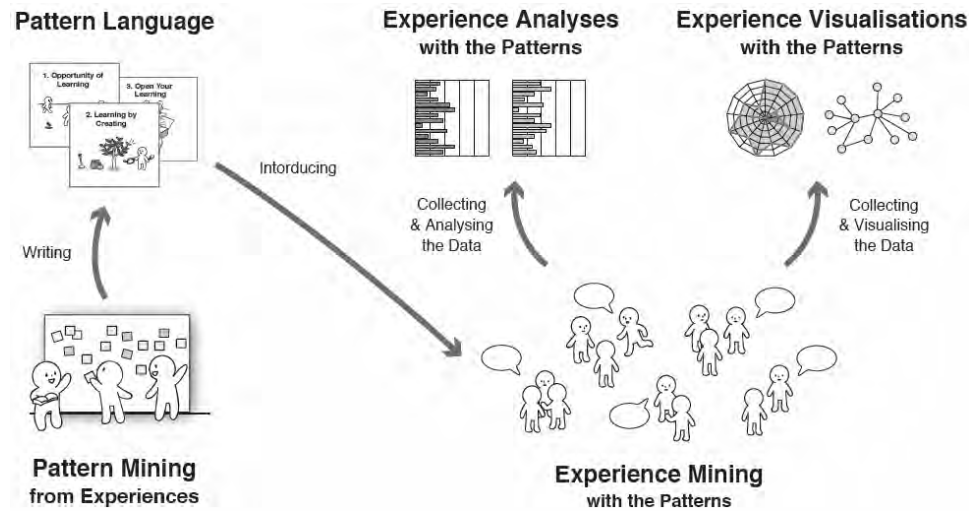 Pattern Language
1. Opportunity of
Learning
3. Open Your
Learning
2. Learning by
Creating
Writing
Pattern Mining
from Experiences
Intorducing
Experience Analyses
with the Patterns
Collecting
& Analysing
the Data
Experience Visualisations
with the Patterns
Collecting
& Visualising
the Data
Experience Mining
with the Patterns